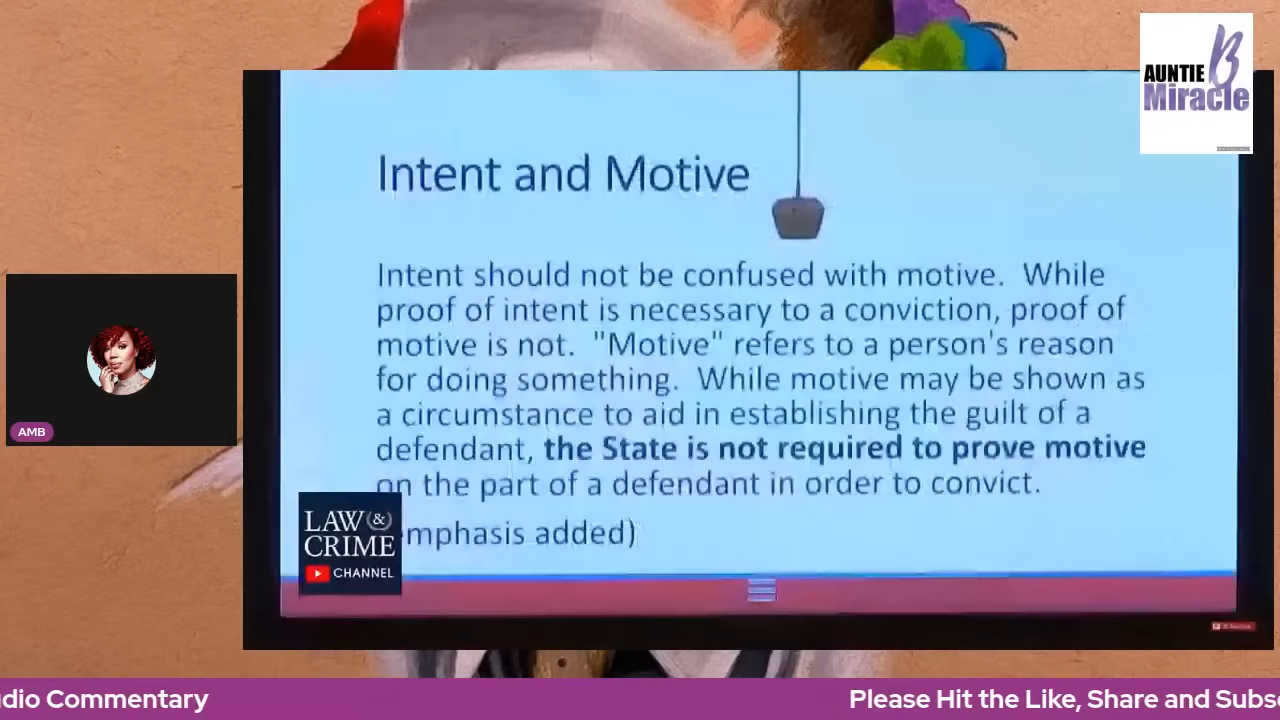 AUNTIE B
Miracle
Intent and Motive
Intent should not be confused with motive. While
proof of intent is necessary to a conviction, proof of
motive is not. "Motive" refers to a person's reason
for doing something. While motive may be shown as
a circumstance to aid in establishing the guilt of a
defendant, the State is not required to prove motive
on the part of a defendant in order to convict.
emphasis added)
LAW &
CRIME
CHANNEL
AMB
dio Commentary
Please Hit the Like, Share and Subs